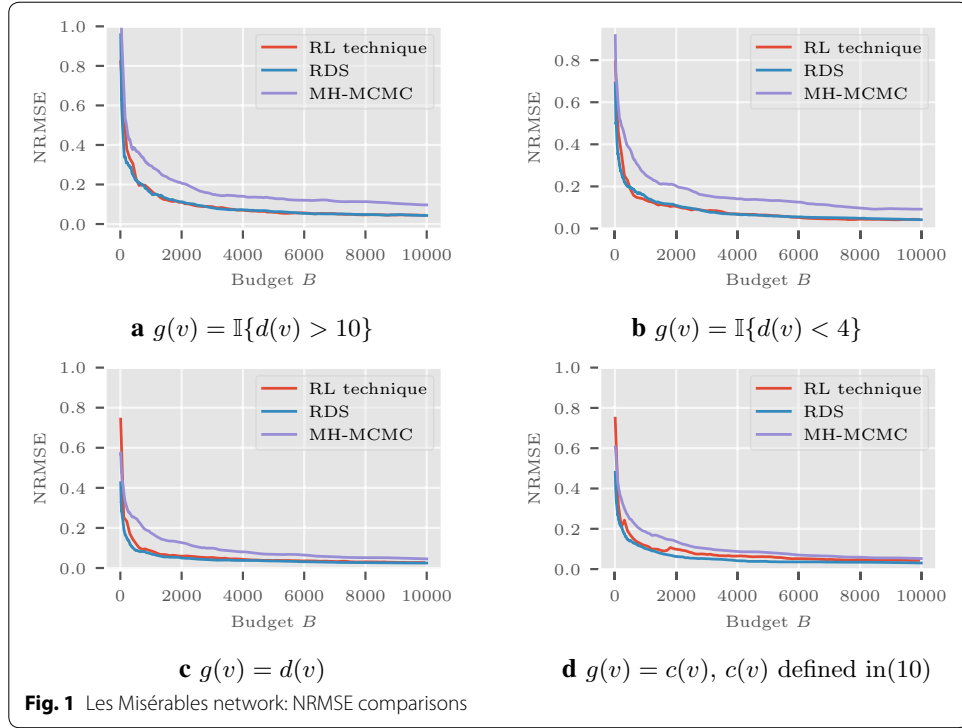 1.0
0.8
0.6
0.4
0.2
0.0
NRMSE
RL technique
RDS
MH-MCMC
0 2000 4000 6000 8000 10000
Budget B
a g(v) = 𝕀{d(v) > 10}
0.8
0.6
0.4
0.2
0.0
NRMSE
RL technique
RDS
MH-MCMC
0 2000 4000 6000 8000 10000
Budget B
b g(v) = 𝕀{d(v) < 4}
1.0
0.8
0.6
0.4
0.2
0.0
NRMSE
RL technique
RDS
MH-MCMC
0 2000 4000 6000 8000 10000
Budget B
c g(v) = d(v)
1.0
0.8
0.6
0.4
0.2
0.0
NRMSE
RL technique
RDS
MH-MCMC
0 2000 4000 6000 8000 10000
Budget B
d g(v) = c(v), c(v) defined in(10)
Fig. 1 Les Misérables network: NRMSE comparisons